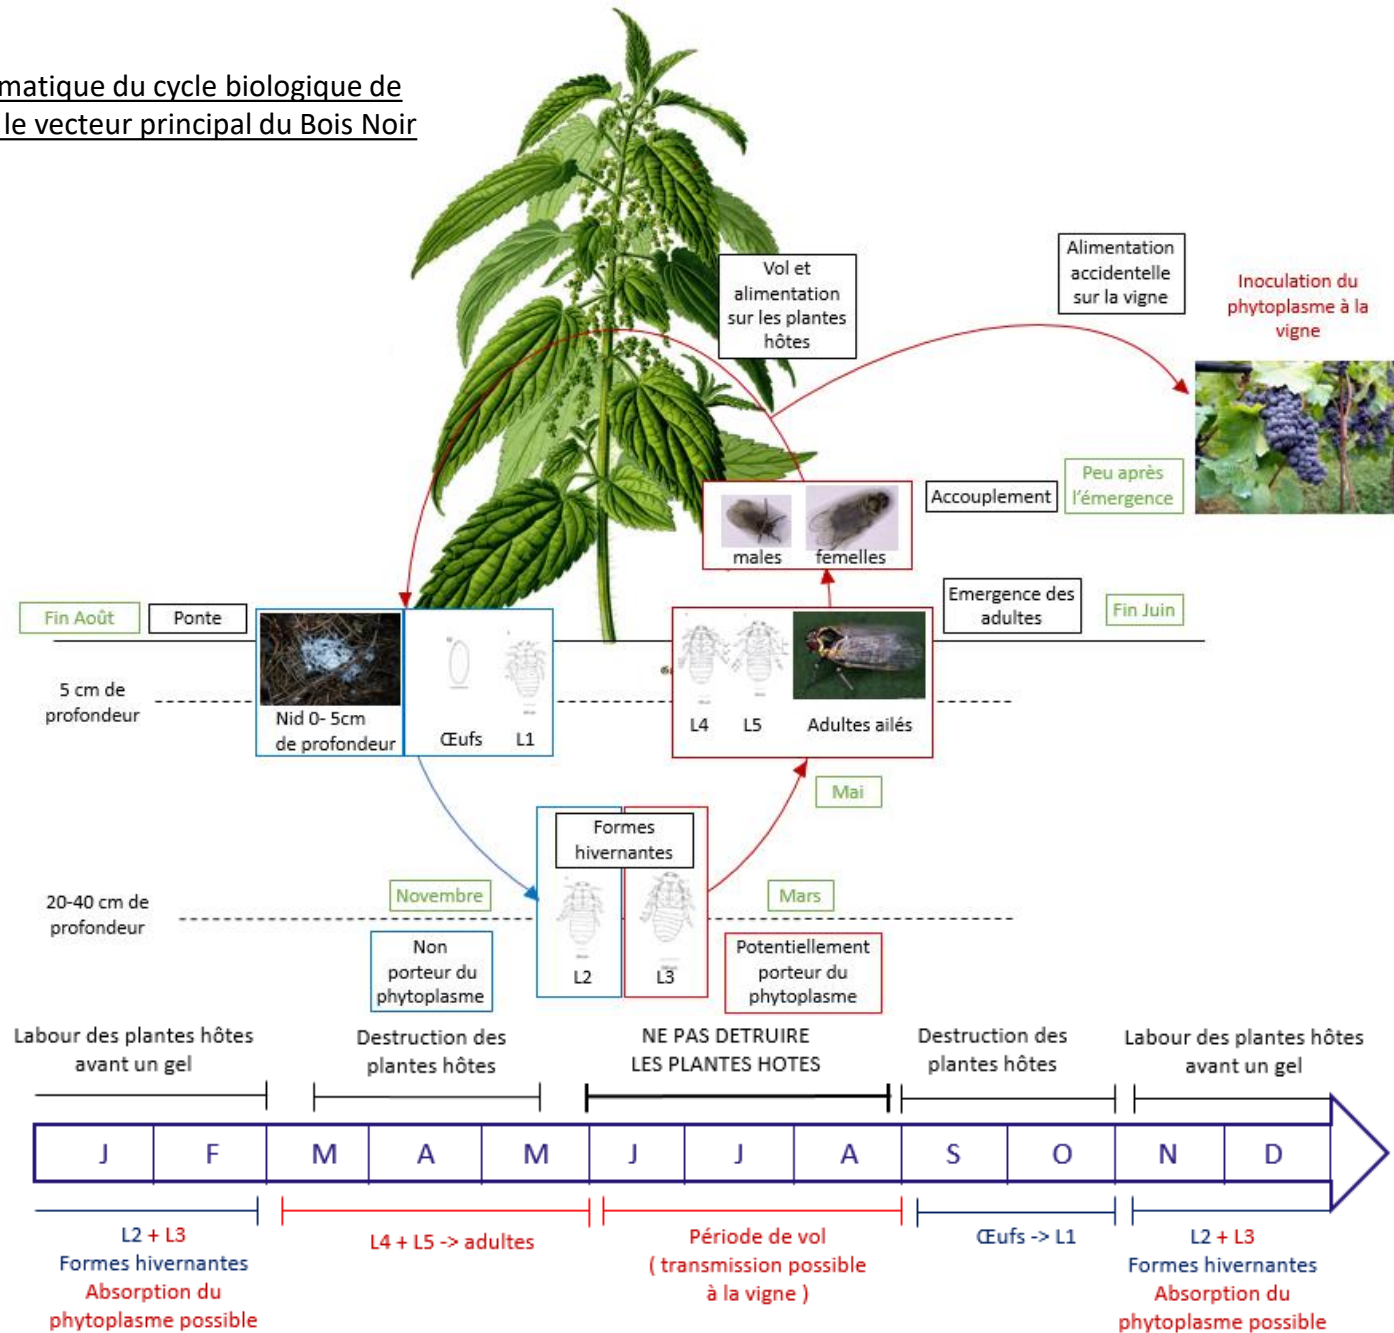 matique du cycle biologique de
le vecteur principal du Bois Noir
Vol et
alimentation
sur les plantes
hôtes
Alimentation
accidentelle
sur la vigne
Inoculation du
phytoplasme à la
vigne
males
femelles
Accouplement
Peu après
l'émergence
Fin Août
Ponte
Emergence des
adultes
Fin Juin
5 cm de
profondeur
Nid 0- 5cm
de profondeur
Œufs
L1
L4
L5
Adultes ailés
Mai
Formes
hivernantes
20-40 cm de
profondeur
Novembre
Mars
Non
porteur du
phytoplasme
L2
L3
Potentiellement
porteur du
phytoplasme
Labour des plantes hôtes
avant un gel
Destruction des
plantes hôtes
NE PAS DETRUIRE
LES PLANTES HOTES
Destruction des
plantes hôtes
Labour des plantes hôtes
avant un gel
J F M A M J J A S O N D
L2 + L3
Formes hivernantes
Absorption du
phytoplasme possible
L4 + L5 -> adultes
Période de vol
( transmission possible
à la vigne )
Œufs -> L1
L2 + L3
Formes hivernantes
Absorption du
phytoplasme possible